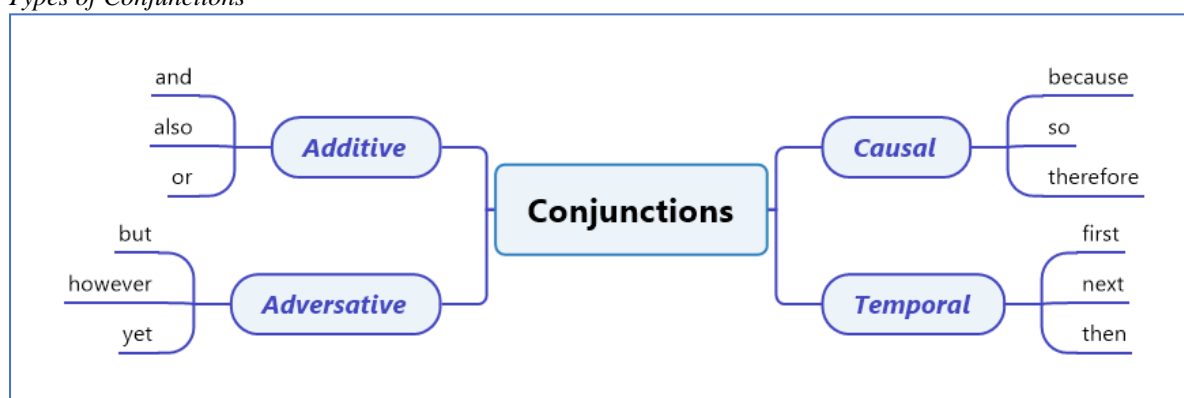 Types of Conjunctions
and
also
or
Additive
but
however
yet
Adversative
Conjunctions
Causal
because
so
therefore
Temporal
first
next
then